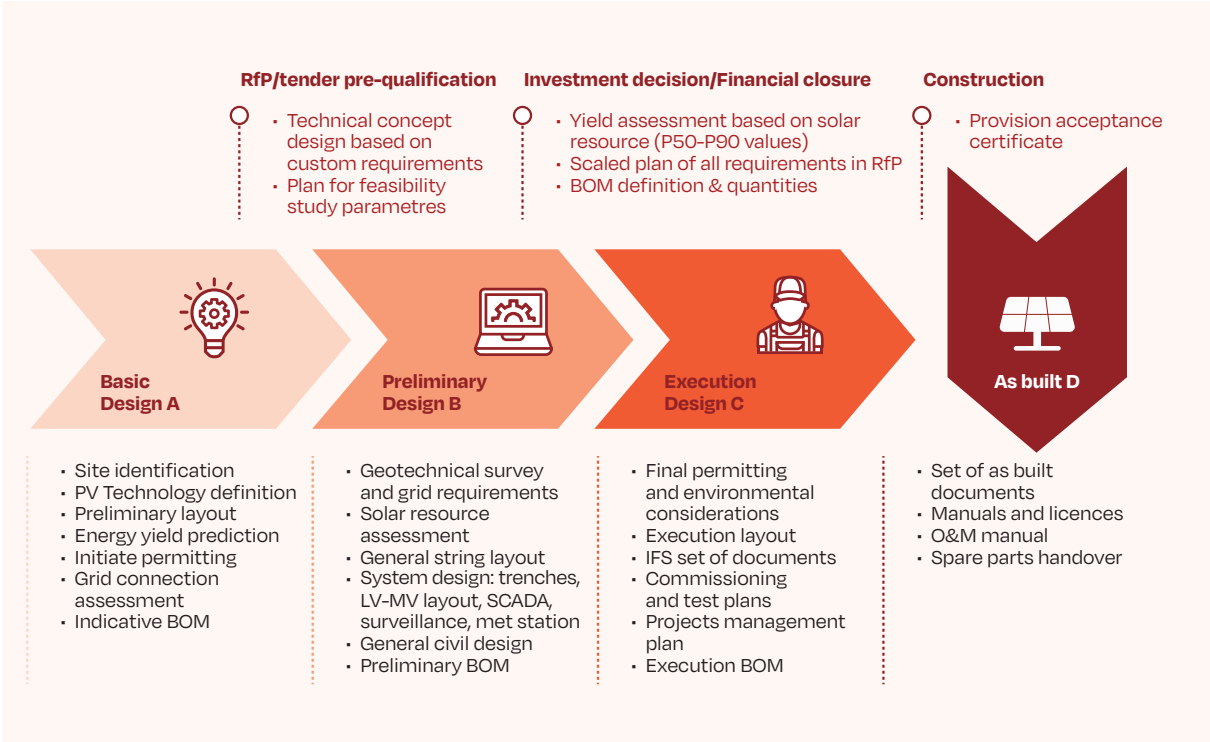 RfP/tender pre-qualification
• Technical concept
design based on
custom requirements
• Plan for feasibility
study parametres
Investment decision/Financial closure
• Yield assessment based on solar
resource (P50-P90 values)
• Scaled plan of all requirements in RfP
• BOM definition & quantities
Construction
• Provision acceptance
certificate
Basic
Design A
Preliminary
Design B
Execution
Design C
As built D
• Site identification
• PV Technology definition
• Preliminary layout
• Energy yield prediction
• Initiate permitting
• Grid connection
assessment
• Indicative BOM
• Geotechnical survey
and grid requirements
• Solar resource
assessment
• General string layout
• System design: trenches,
LV-MV layout, SCADA,
surveillance, met station
• General civil design
• Preliminary BOM
• Final permitting
and environmental
considerations
• Execution layout
• IFS set of documents
• Commissioning
and test plans
• Projects management
plan
• Execution BOM
• Set of as built
documents
• Manuals and licences
• O&M manual
• Spare parts handover